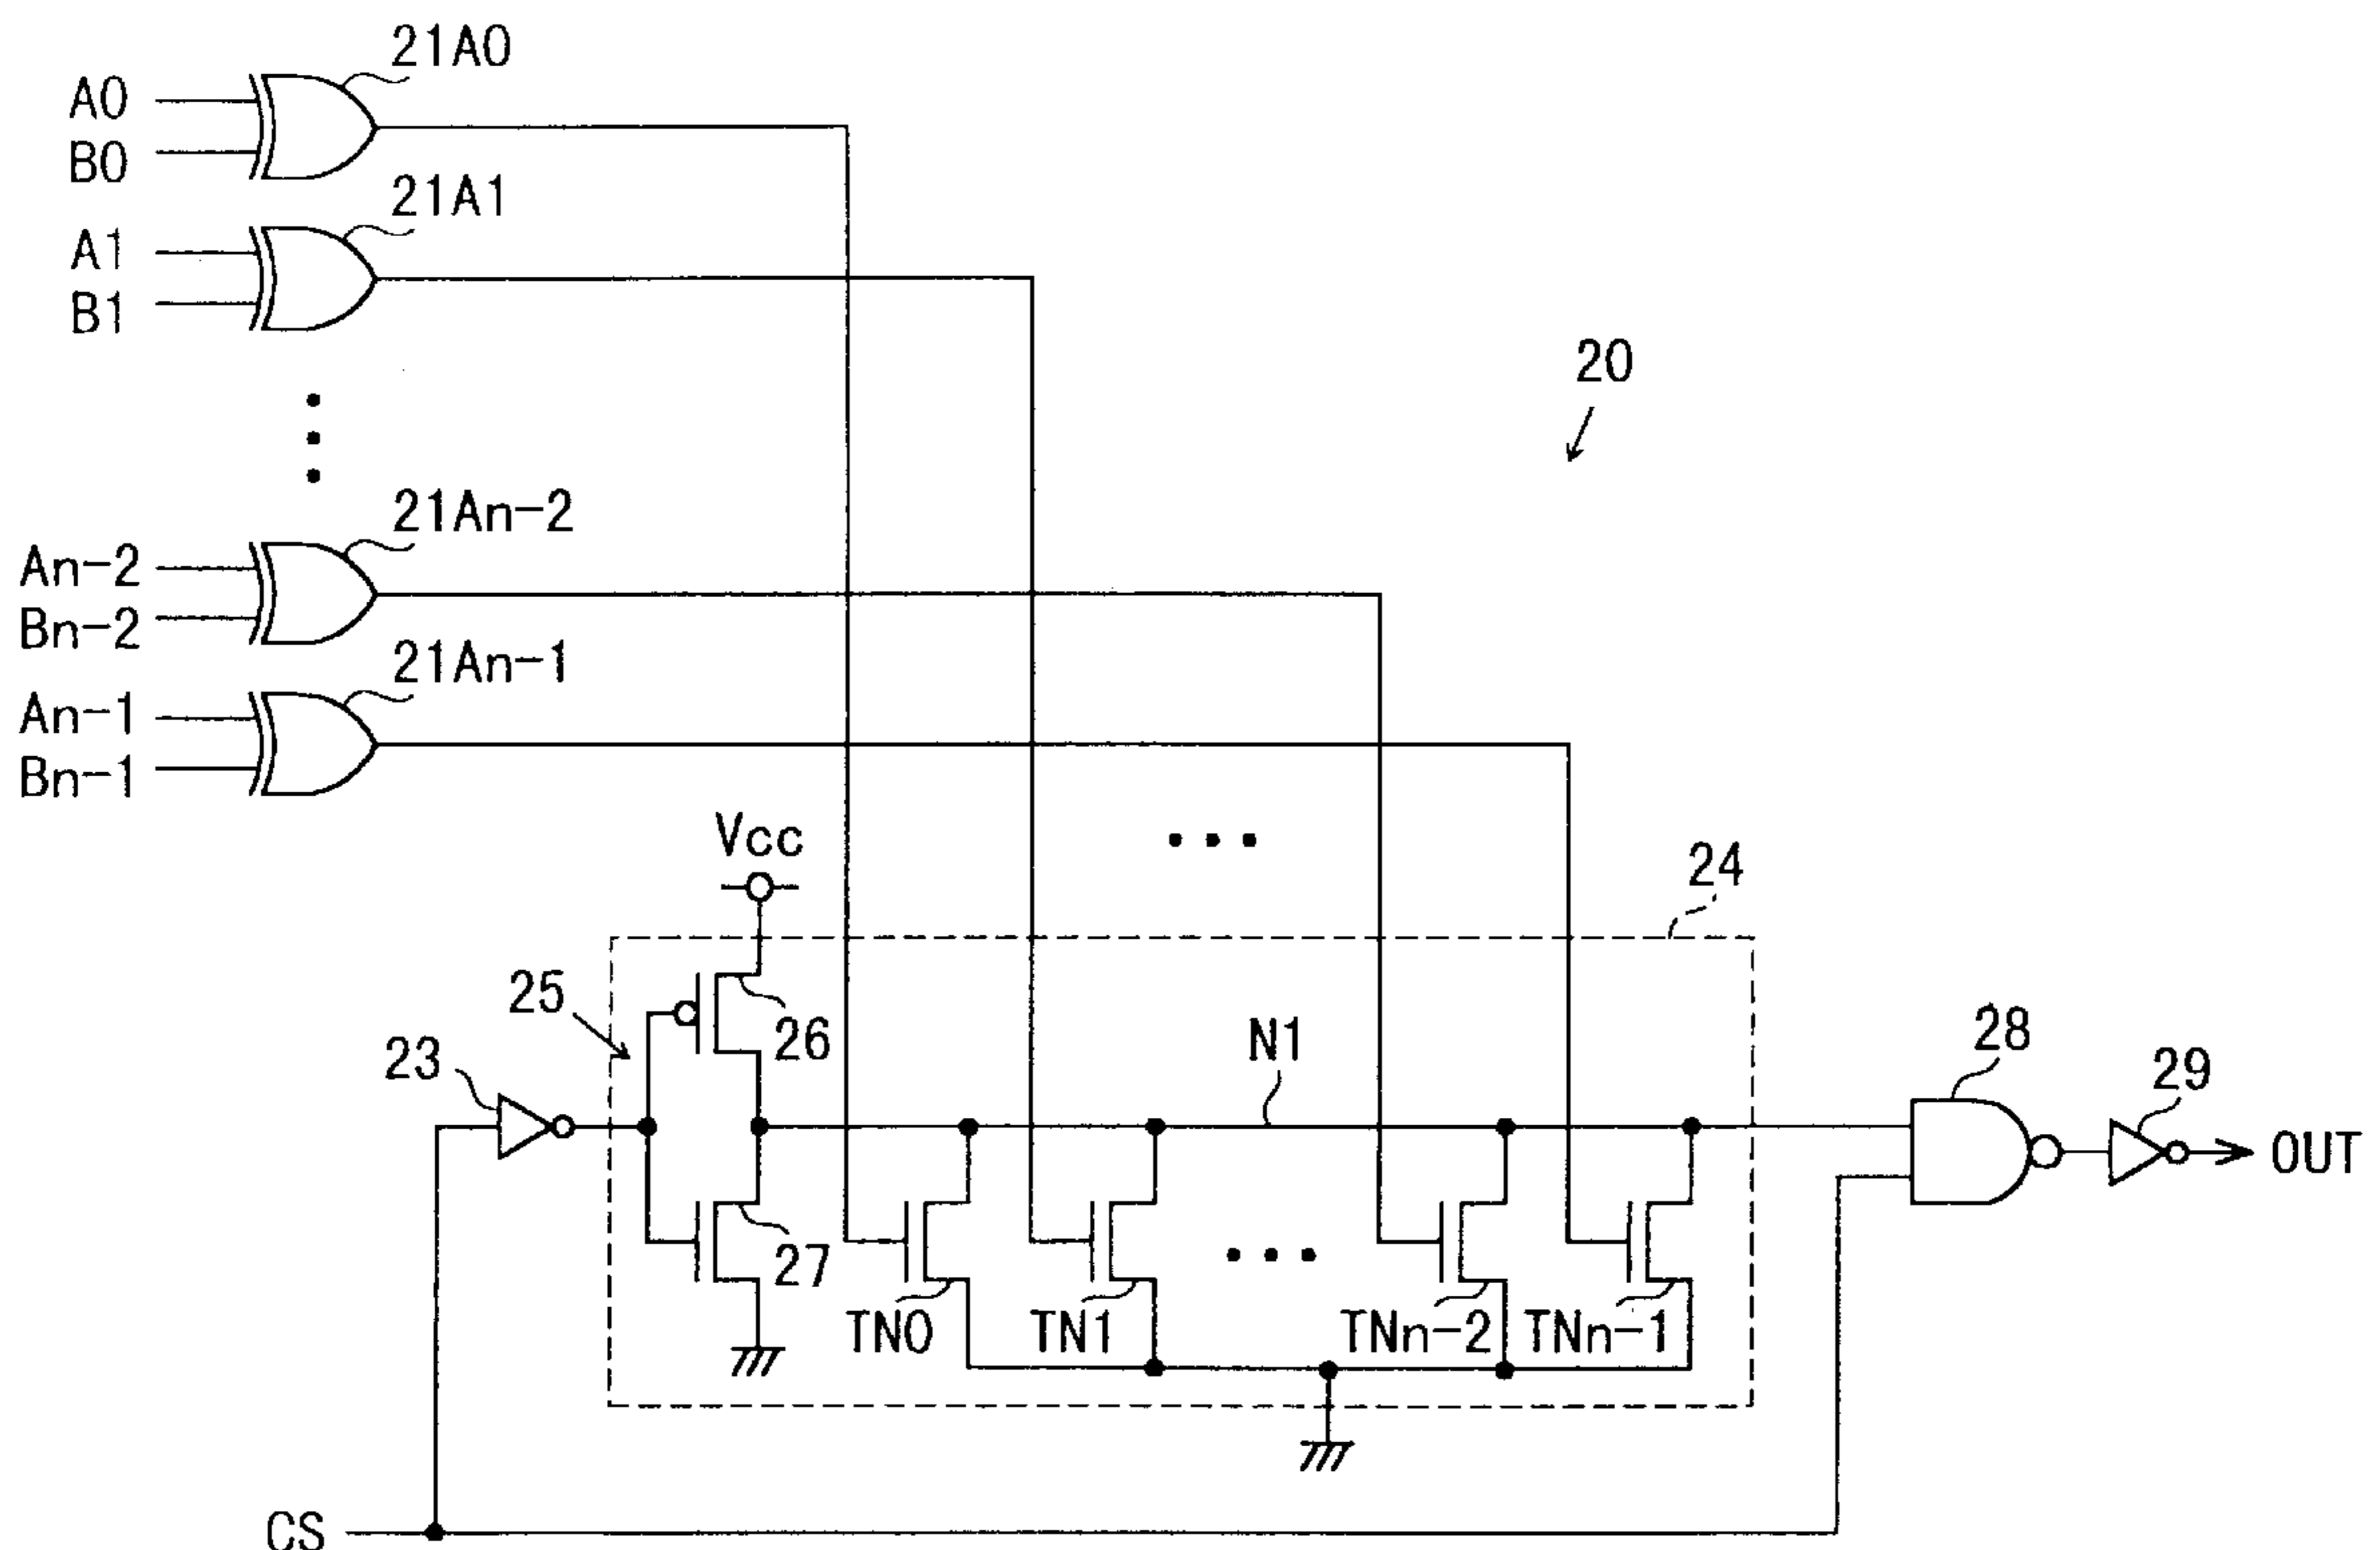 21A0
A0
B0
21A1
A1
B1
20
21An-2
An-2
Bn-2
21An-1
An-1
Bn-1
Vcc
24
25
26
N1
28
23
29
OUT
27
TN0
TN1
TNn-2
TNn-1
CS